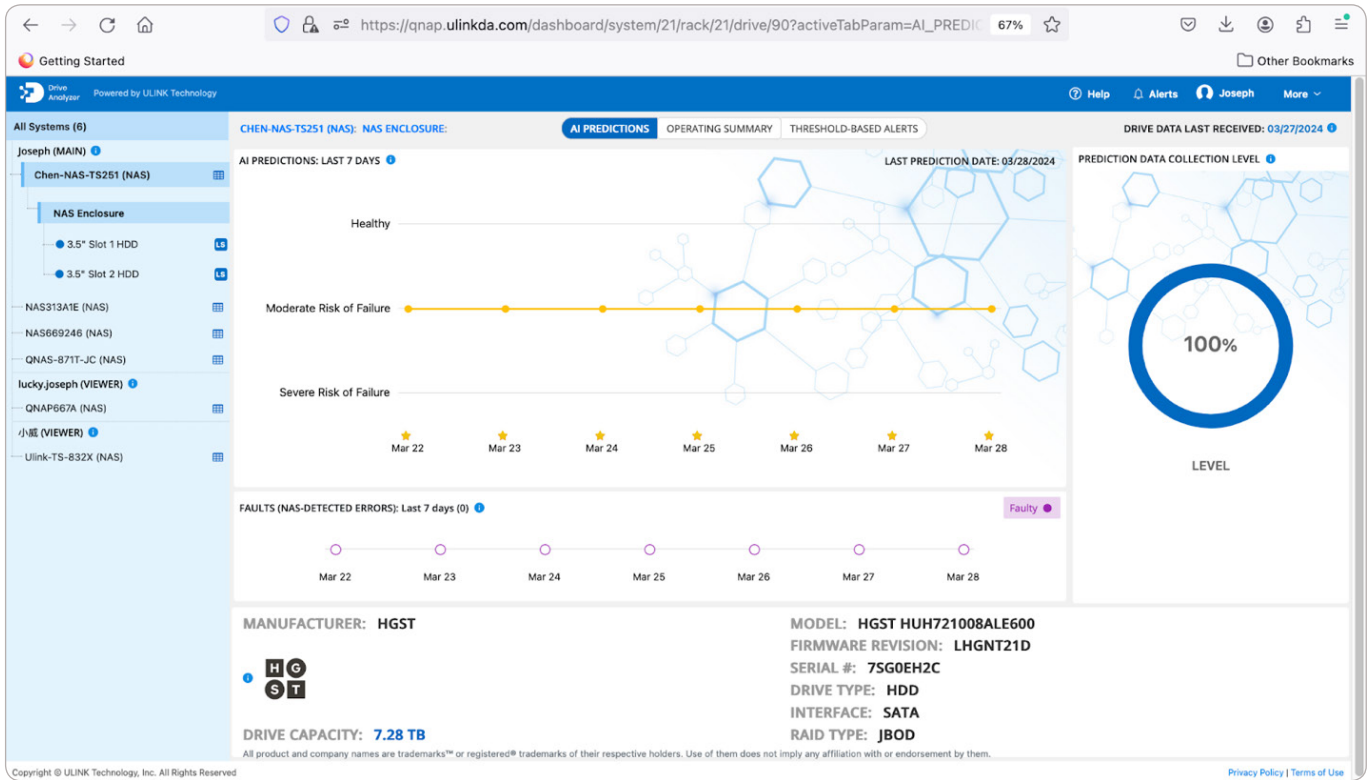 https://qnap.ulinkda.com/dashboard/system/21/rack/21/drive/90?activeTabParam=AI_PREDIC 67%
Getting Started
Other Bookmarks
Drive Analyzer
Powered by ULINK Technology
Help
Alerts
Joseph
More
All Systems (6)
Joseph (MAIN)
Chen-NAS-TS251 (NAS)
NAS Enclosure
3.5" Slot 1 HDD LS
3.5" Slot 2 HDD LS
NAS313A1E (NAS)
NAS669246 (NAS)
QNAS-871T-JC (NAS)
lucky.joseph (VIEWER)
QNAP667A (NAS)
小威 (VIEWER)
Ulink-TS-832X (NAS)
CHEN-NAS-TS251 (NAS): NAS ENCLOSURE:
AI PREDICTIONS
OPERATING SUMMARY
THRESHOLD-BASED ALERTS
DRIVE DATA LAST RECEIVED: 03/27/2024
AI PREDICTIONS: LAST 7 DAYS
LAST PREDICTION DATE: 03/28/2024
Healthy
Moderate Risk of Failure
Severe Risk of Failure
Mar 22 Mar 23 Mar 24 Mar 25 Mar 26 Mar 27 Mar 28
PREDICTION DATA COLLECTION LEVEL
100%
LEVEL
FAULTS (NAS-DETECTED ERRORS): Last 7 days (0)
Faulty
Mar 22 Mar 23 Mar 24 Mar 25 Mar 26 Mar 27 Mar 28
MANUFACTURER: HGST
HGST
DRIVE CAPACITY: 7.28 TB
MODEL: HGST HUH721008ALE600
FIRMWARE REVISION: LHGNT21D
SERIAL #: 7SG0EH2C
DRIVE TYPE: HDD
INTERFACE: SATA
RAID TYPE: JBOD
All product and company names are trademarks™ or registered® trademarks of their respective holders. Use of them does not imply any affiliation with or endorsement by them.
Copyright © ULINK Technology, Inc. All Rights Reserved
Privacy Policy | Terms of Use